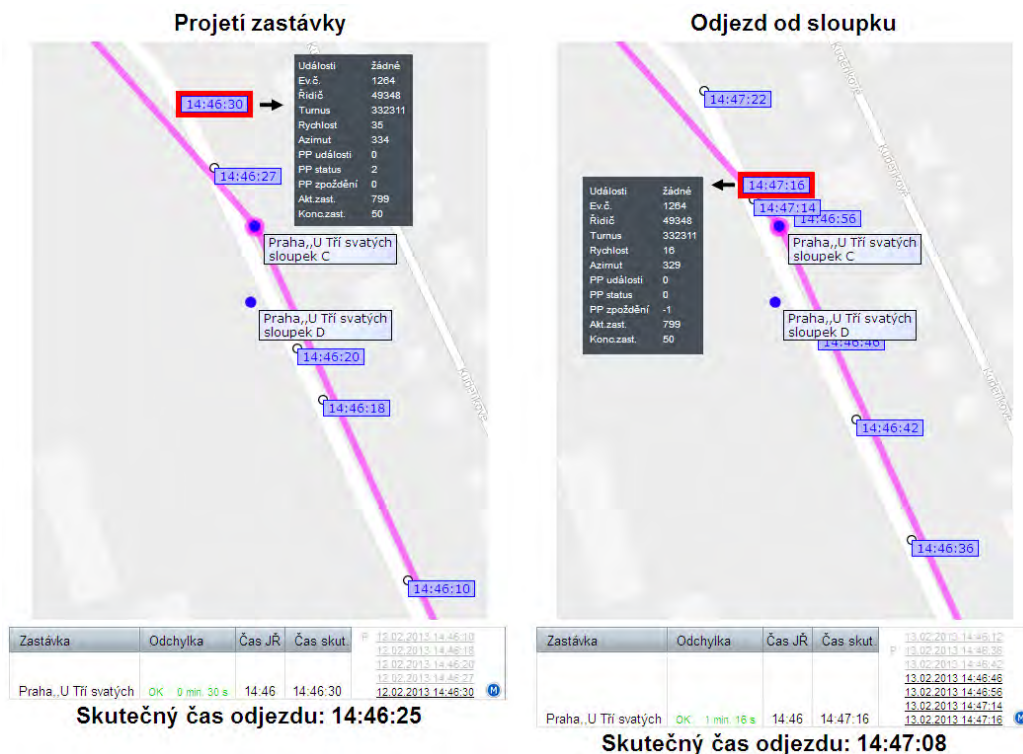 Projetí zastávky
14:46:30
Události žádné
Ev.č. 1264
Řidič 49348
Turnus 332311
Rychlost 35
Azimut 334
PP události 0
PP status 2
PP zpoždění 0
Akt.zast. 799
Konc.zast. 50
14:46:27
Praha,,U Tří svatých
sloupek C
Praha,,U Tří svatých
sloupek D
14:46:20
14:46:18
14:46:10
Kudrnkove
Zastávka Odchylka Čas JŘ Čas skut.
P 12.02.2013 14:46:10
12.02.2013 14:46:18
12.02.2013 14:46:20
12.02.2013 14:46:27
Praha,,U Tří svatých OK 0 min. 30 s 14:46 14:46:30 12.02.2013 14:46:30 M
Skutečný čas odjezdu: 14:46:25
Odjezd od sloupku
14:47:22
14:47:16
14:47:14
14:46:56
Události žádné
Ev.č. 1264
Řidič 49348
Turnus 332311
Rychlost 16
Azimut 329
PP události 0
PP status 0
PP zpoždění -1
Akt.zast. 799
Konc.zast. 50
Praha,,U Tří svatých
sloupek C
Praha,,U Tří svatých
sloupek D
14:46:46
14:46:42
14:46:36
Zastávka Odchylka Čas JŘ Čas skut.
13.02.2013 14:46:12
P 13.02.2013 14:46:36
13.02.2013 14:46:42
13.02.2013 14:46:46
13.02.2013 14:46:56
13.02.2013 14:47:14
Praha,,U Tří svatých OK 1 min. 16 s 14:46 14:47:16 13.02.2013 14:47:16 M
Skutečný čas odjezdu: 14:47:08